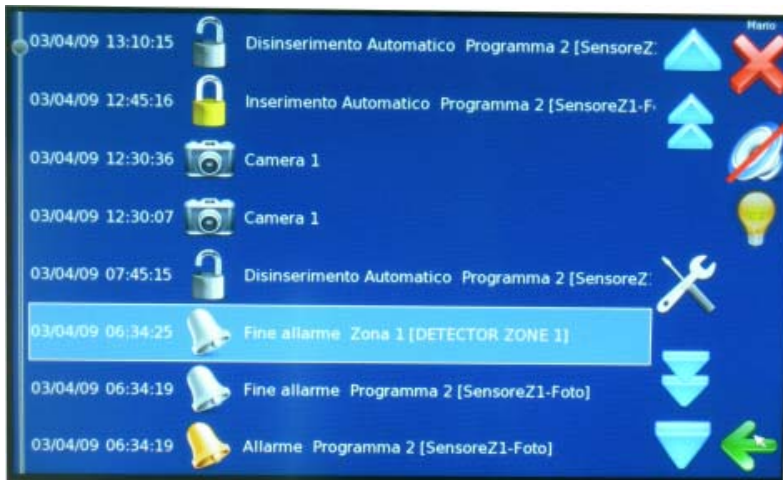 Mario
03/04/09 13:10:15 Disinserimento Automatico Programma 2 [SensoreZ
03/04/09 12:45:16 Inserimento Automatico Programma 2 [SensoreZ1-F
03/04/09 12:30:36 Camera 1
03/04/09 12:30:07 Camera 1
03/04/09 07:45:15 Disinserimento Automatico Programma 2 [SensoreZ
03/04/09 06:34:25 Fine allarme Zona 1 [DETECTOR ZONE 1]
03/04/09 06:34:19 Fine allarme Programma 2 [SensoreZ1-Foto]
03/04/09 06:34:19 Allarme Programma 2 [SensoreZ1-Foto]